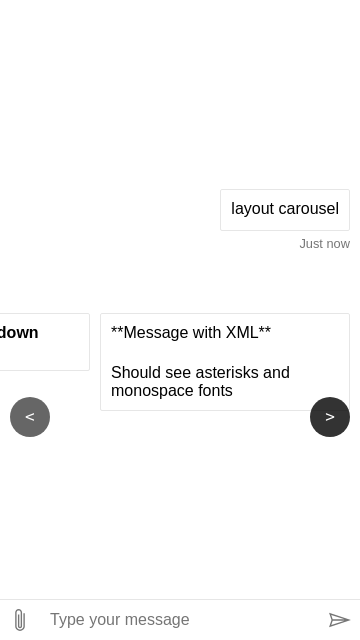 layout carousel
Just now
down
**Message with XML**
Should see asterisks and
monospace fonts
<
>
Type your message